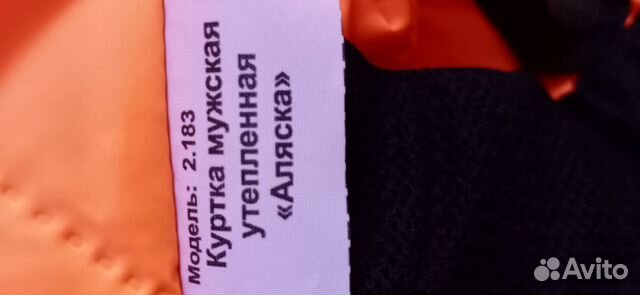 Модель: 2.183
Куртка мужская
утепленная
«Аляска»
Avito